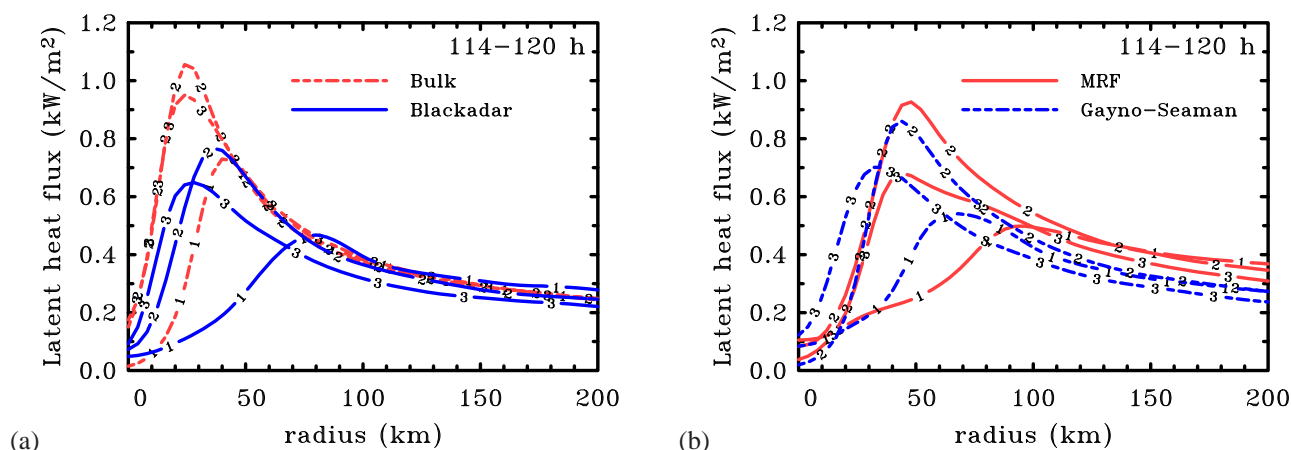 1.2
1.0
0.8
0.6
0.4
0.2
0.0
Latent heat flux (kW/m²)
114−120 h
Bulk
Blackadar
0 50 100 150 200
radius (km)
(a)
1.2
1.0
0.8
0.6
0.4
0.2
0.0
Latent heat flux (kW/m²)
114−120 h
MRF
Gayno−Seaman
0 50 100 150 200
radius (km)
(b)